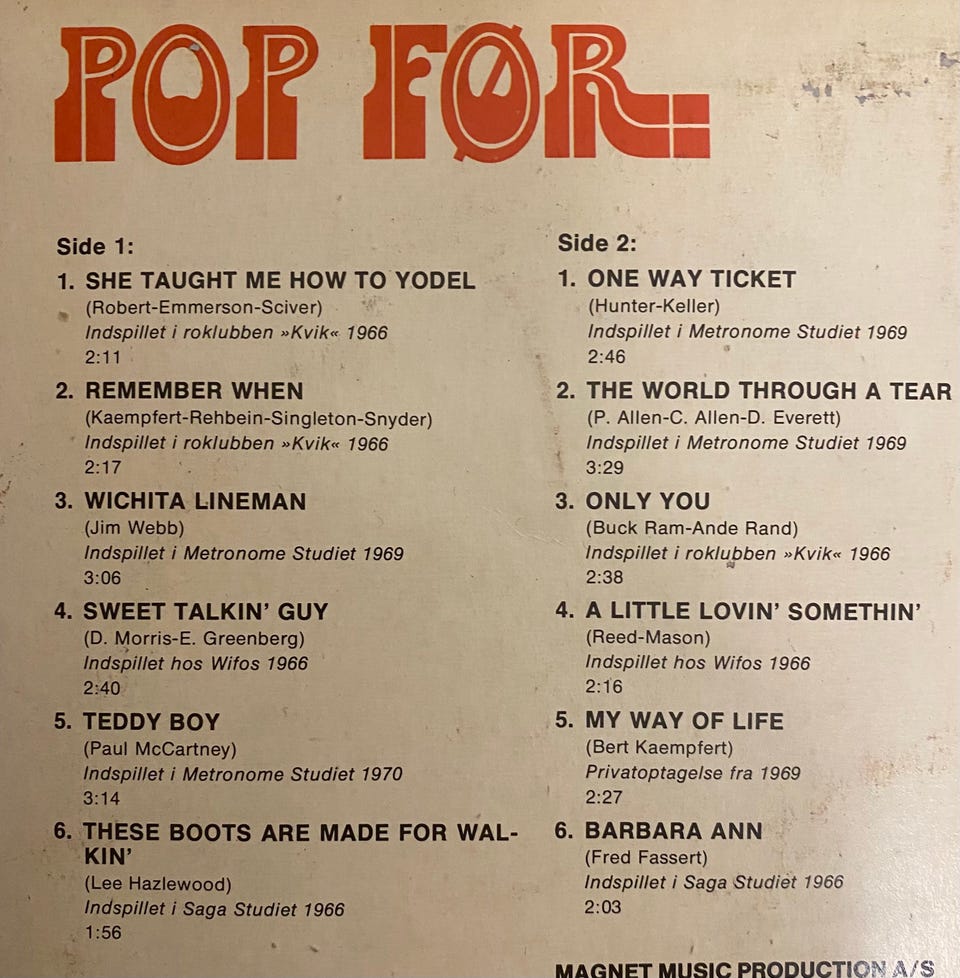 POP FØR.
Side 1:
1. SHE TAUGHT ME HOW TO YODEL
(Robert-Emmerson-Sciver)
Indspillet i roklubben »Kvik« 1966
2:11
2. REMEMBER WHEN
(Kaempfert-Rehbein-Singleton-Snyder)
Indspillet i roklubben »Kvik« 1966
2:17
3. WICHITA LINEMAN
(Jim Webb)
Indspillet i Metronome Studiet 1969
3:06
4. SWEET TALKIN’ GUY
(D. Morris-E. Greenberg)
Indspillet hos Wifos 1966
2:40
5. TEDDY BOY
(Paul McCartney)
Indspillet i Metronome Studiet 1970
3:14
6. THESE BOOTS ARE MADE FOR WAL-
KIN’
(Lee Hazlewood)
Indspillet i Saga Studiet 1966
1:56
Side 2:
1. ONE WAY TICKET
(Hunter-Keller)
Indspillet i Metronome Studiet 1969
2:46
2. THE WORLD THROUGH A TEAR
(P. Allen-C. Allen-D. Everett)
Indspillet i Metronome Studiet 1969
3:29
3. ONLY YOU
(Buck Ram-Ande Rand)
Indspillet i roklubben »Kvik« 1966
2:38
4. A LITTLE LOVIN’ SOMETHIN’
(Reed-Mason)
Indspillet hos Wifos 1966
2:16
5. MY WAY OF LIFE
(Bert Kaempfert)
Privatoptagelse fra 1969
2:27
6. BARBARA ANN
(Fred Fassert)
Indspillet i Saga Studiet 1966
2:03
MAGNET MUSIC PRODUCTION A/S